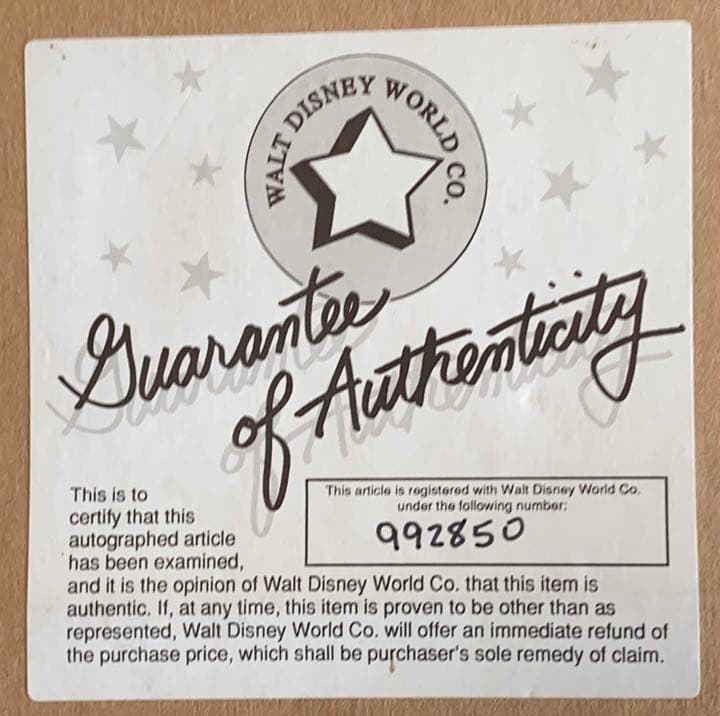 WALT DISNEY WORLD CO.
Guarantee
of Authenticity
This is to
certify that this
autographed article
has been examined,
This article is registered with Walt Disney World Co.
under the following number:
992850
and it is the opinion of Walt Disney World Co. that this item is
authentic. If, at any time, this item is proven to be other than as
represented, Walt Disney World Co. will offer an immediate refund of
the purchase price, which shall be purchaser's sole remedy of claim.